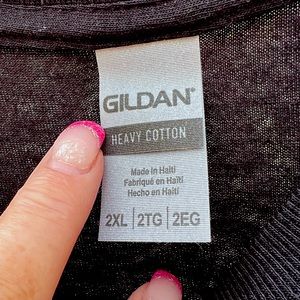 GILDAN®
HEAVY COTTON
Made in Haiti
Fabriqué en Haïti
Hecho en Haití
2XL | 2TG | 2EG